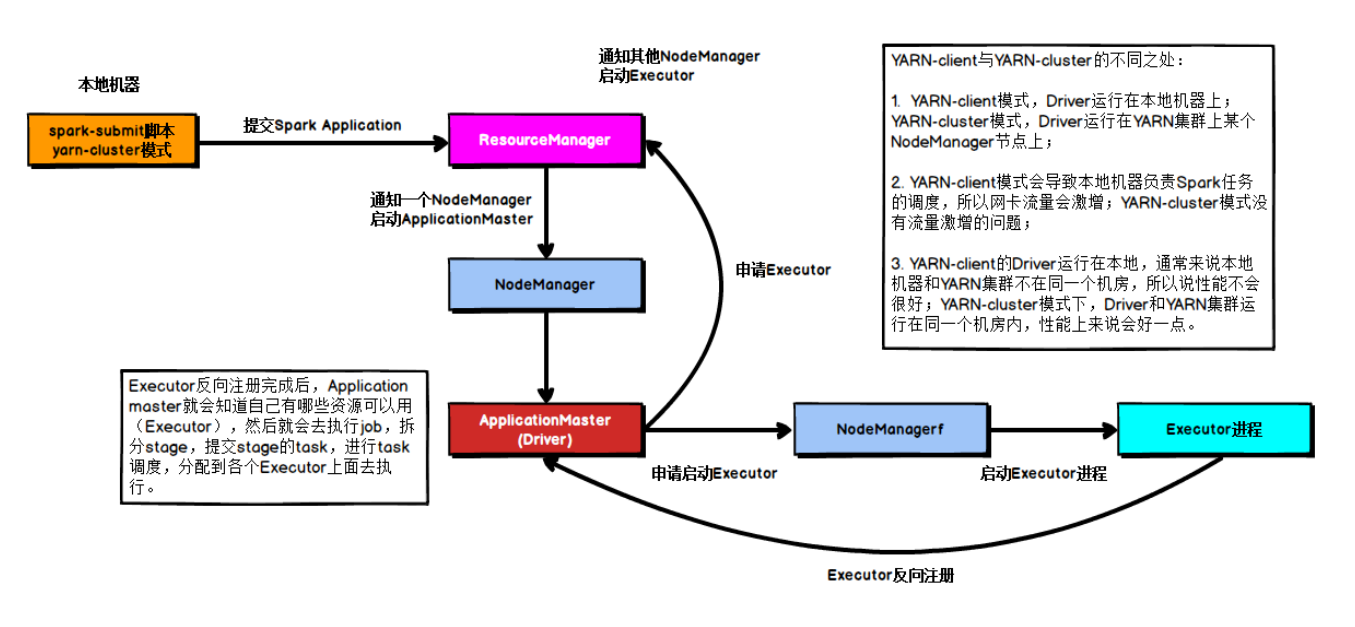 本地机器
spark-submit脚本
yarn-cluster模式
提交Spark Application
通知其他NodeManager
启动Executor
ResourceManager
通知一个NodeManager
启动ApplicationMaster
NodeManager
申请Executor
YARN-client与YARN-cluster的不同之处：
1. YARN-client模式，Driver运行在本地机器上；
YARN-cluster模式，Driver运行在YARN集群上某个
NodeManager节点上；
2. YARN-client模式会导致本地机器负责Spark任务
的调度，所以网卡流量会激增；YARN-cluster模式没
有流量激增的问题；
3. YARN-client的Driver运行在本地，通常来说本地
机器和YARN集群不在同一个机房，所以说性能不会
很好；YARN-cluster模式下，Driver和YARN集群运
行在同一个机房内，性能上来说会好一点。
Executor反向注册完成后，Application
master就会知道自己有哪些资源可以用
（Executor），然后就会去执行job，拆
分stage，提交stage的task，进行task
调度，分配到各个Executor上面去执
行。
ApplicationMaster
(Driver)
申请启动Executor
NodeManagerf
启动Executor进程
Executor进程
Executor反向注册